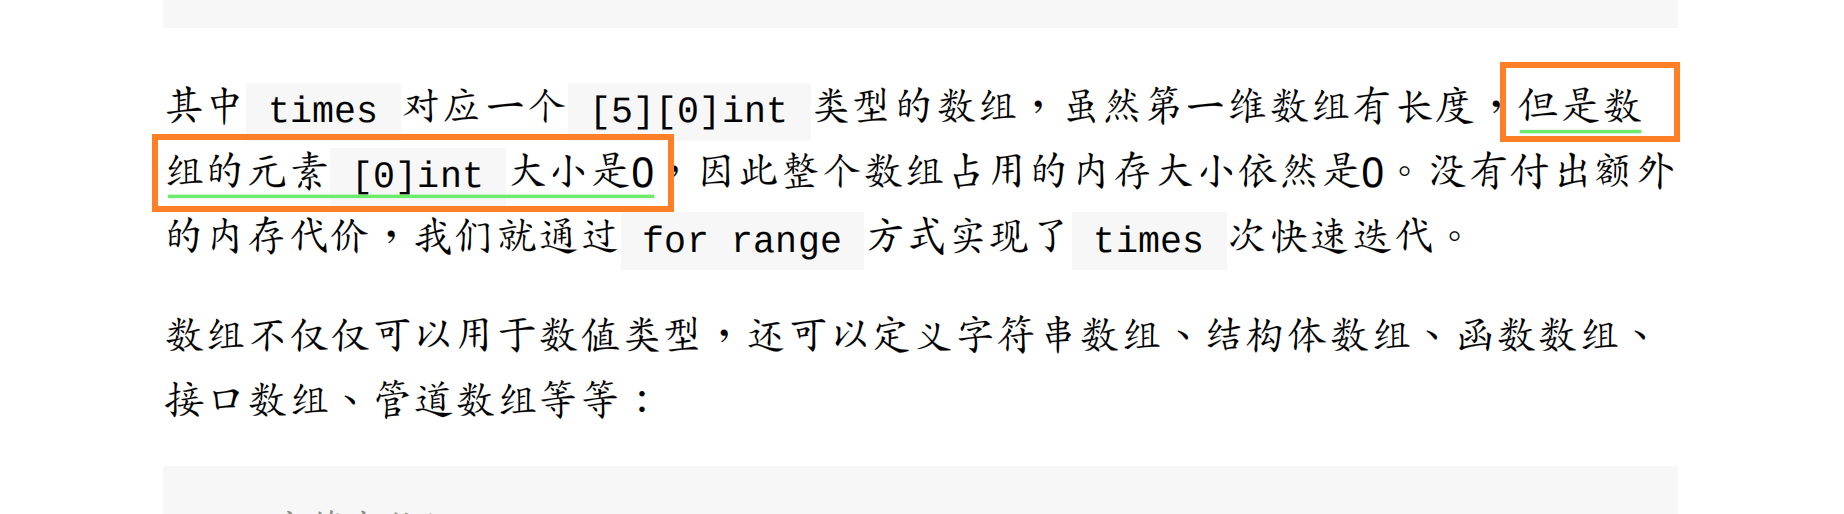 其中 times 对应一个 [5][0]int 类型的数组，虽然第一维数组有长度，但是数
组的元素 [0]int 大小是0，因此整个数组占用的内存大小依然是0。没有付出额外
的内存代价，我们就通过 for range 方式实现了 times 次快速迭代。
数组不仅仅可以用于数值类型，还可以定义字符串数组、结构体数组、函数数组、
接口数组、管道数组等等：